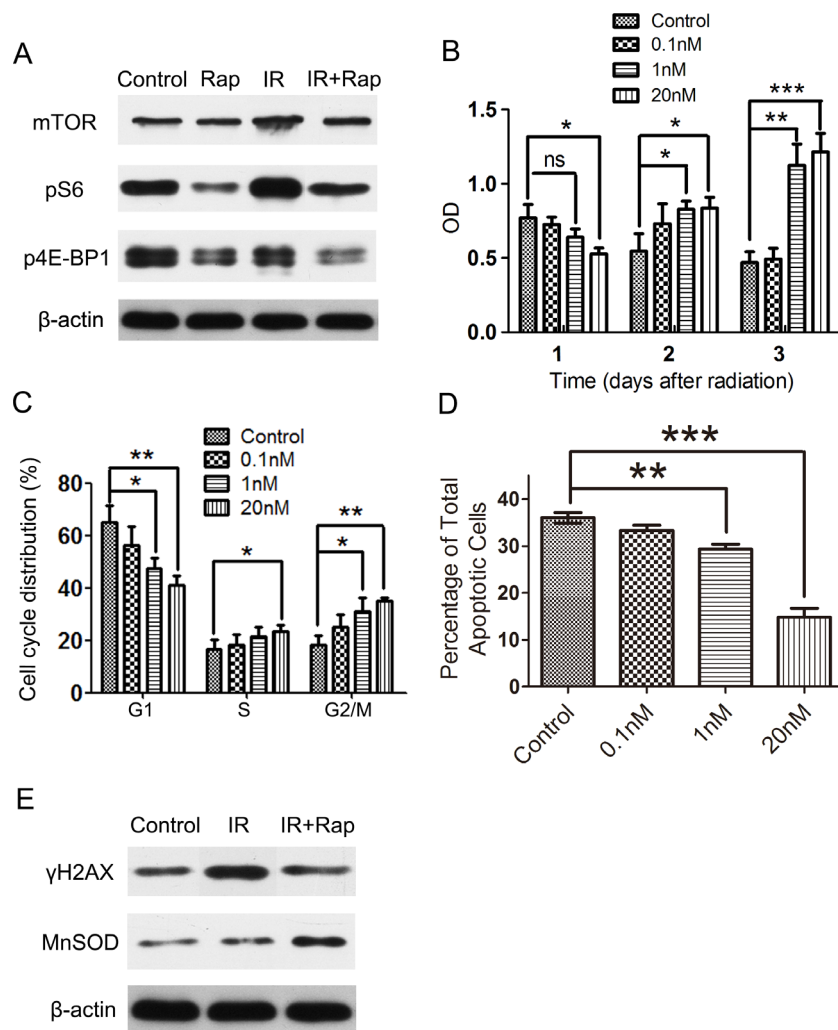 A
Control Rap IR IR+Rap
mTOR
pS6
p4E-BP1
β-actin
B
Control
0.1nM
1nM
20nM
OD
1.5
1.0
0.5
0.0
*
ns
*
*
***
**
1 2 3
Time (days after radiation)
C
Control
0.1nM
1nM
20nM
Cell cycle distribution (%)
80
60
40
20
0
**
*
*
**
*
G1 S G2/M
D
Percentage of Total
Apoptotic Cells
40
30
20
10
0
***
**
Control 0.1nM 1nM 20nM
E
Control IR IR+Rap
γH2AX
MnSOD
β-actin